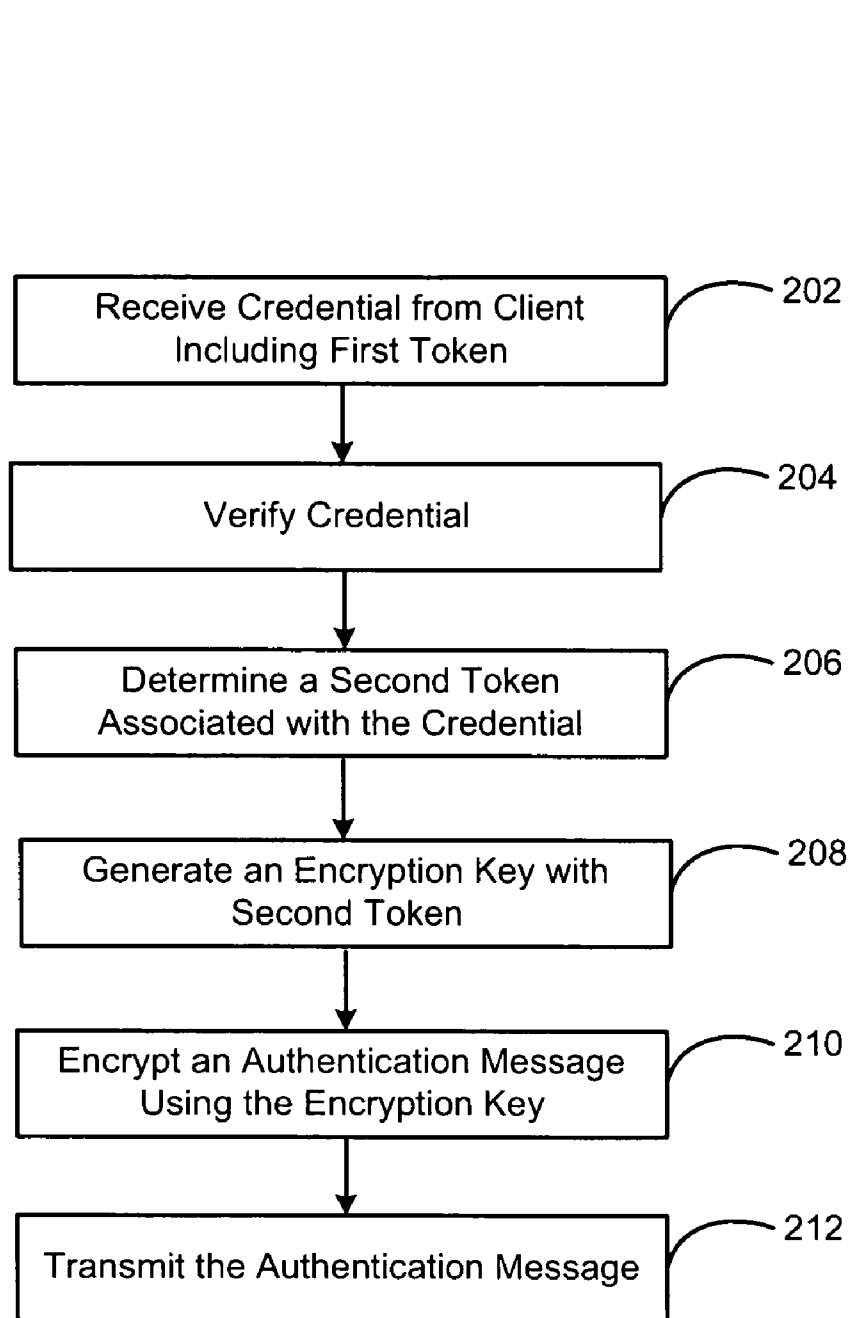 Receive Credential from Client
Including First Token
202
Verify Credential
204
Determine a Second Token
Associated with the Credential
206
Generate an Encryption Key with
Second Token
208
Encrypt an Authentication Message
Using the Encryption Key
210
Transmit the Authentication Message
212